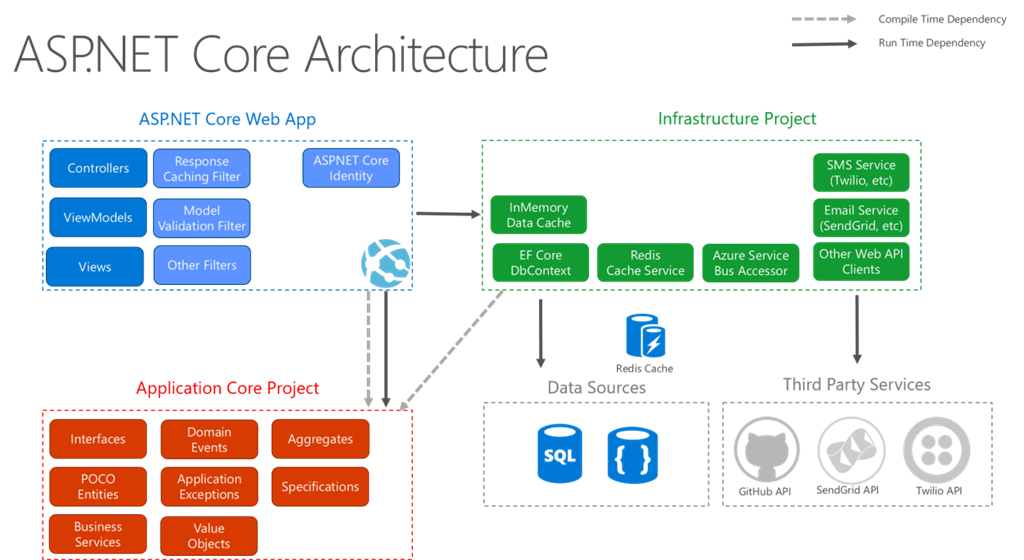 Compile Time Dependency
Run Time Dependency
ASP.NET Core Architecture
ASP.NET Core Web App
Controllers
Response
Caching Filter
ASP.NET Core
Identity
ViewModels
Model
Validation Filter
Views
Other Filters
Infrastructure Project
SMS Service
(Twilio, etc)
InMemory
Data Cache
Email Service
(SendGrid, etc)
EF Core
DbContext
Redis
Cache Service
Azure Service
Bus Accessor
Other Web API
Clients
Redis Cache
Application Core Project
Interfaces
Domain
Events
Aggregates
POCO
Entities
Application
Exceptions
Specifications
Business
Services
Value
Objects
Data Sources
SQL
{ }
Third Party Services
GitHub API
SendGrid API
Twilio API